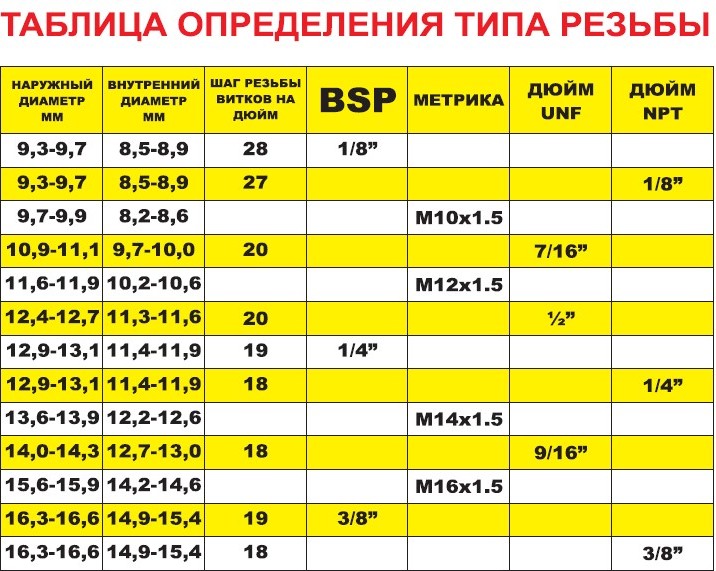 ТАБЛИЦА ОПРЕДЕЛЕНИЯ ТИПА РЕЗЬБЫ
НАРУЖНЫЙ ДИАМЕТР ММ ВНУТРЕННИЙ ДИАМЕТР ММ ШАГ РЕЗЬБЫ ВИТКОВ НА ДЮЙМ BSP МЕТРИКА ДЮЙМ UNF ДЮЙМ NPT
9,3-9,7 8,5-8,9 28 1/8”
9,3-9,7 8,5-8,9 27 1/8”
9,7-9,9 8,2-8,6 М10х1.5
10,9-11,1 9,7-10,0 20 7/16”
11,6-11,9 10,2-10,6 М12х1.5
12,4-12,7 11,3-11,6 20 ½”
12,9-13,1 11,4-11,9 19 1/4”
12,9-13,1 11,4-11,9 18 1/4”
13,6-13,9 12,2-12,6 М14х1.5
14,0-14,3 12,7-13,0 18 9/16”
15,6-15,9 14,2-14,6 М16х1.5
16,3-16,6 14,9-15,4 19 3/8”
16,3-16,6 14,9-15,4 18 3/8”